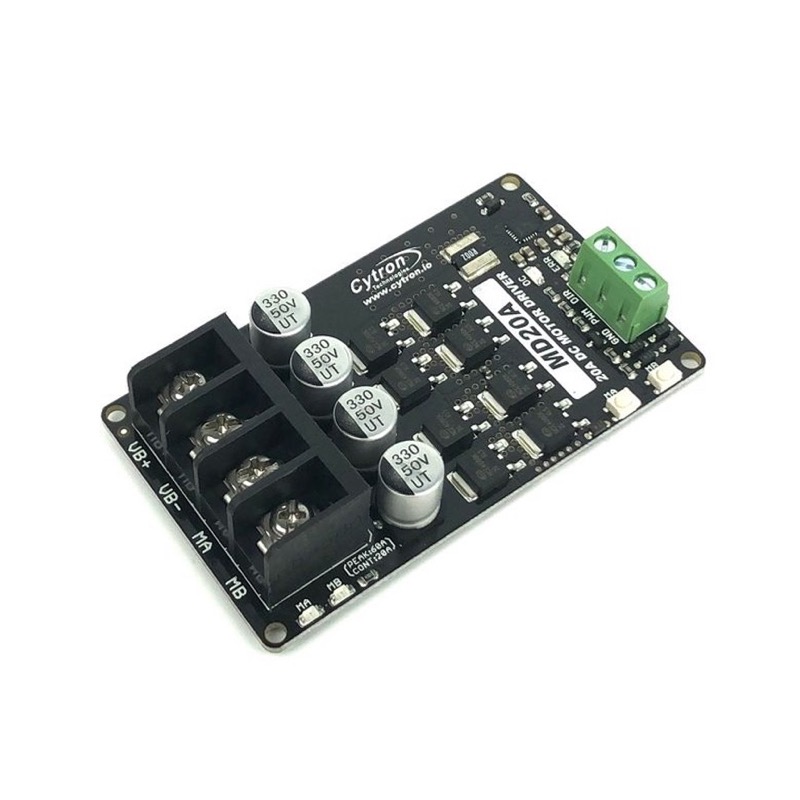 Cytron
Technologies
www.cytron.io
R002
MD20A
20A DC MOTOR DRIVER
OC
ERR
GND PWM DIR
MA
MB
330
50V
UT
330
50V
UT
330
50V
UT
330
50V
UT
VB+
VB-
MA
MB
PEAK:60A
CONT:20A
MA
MB